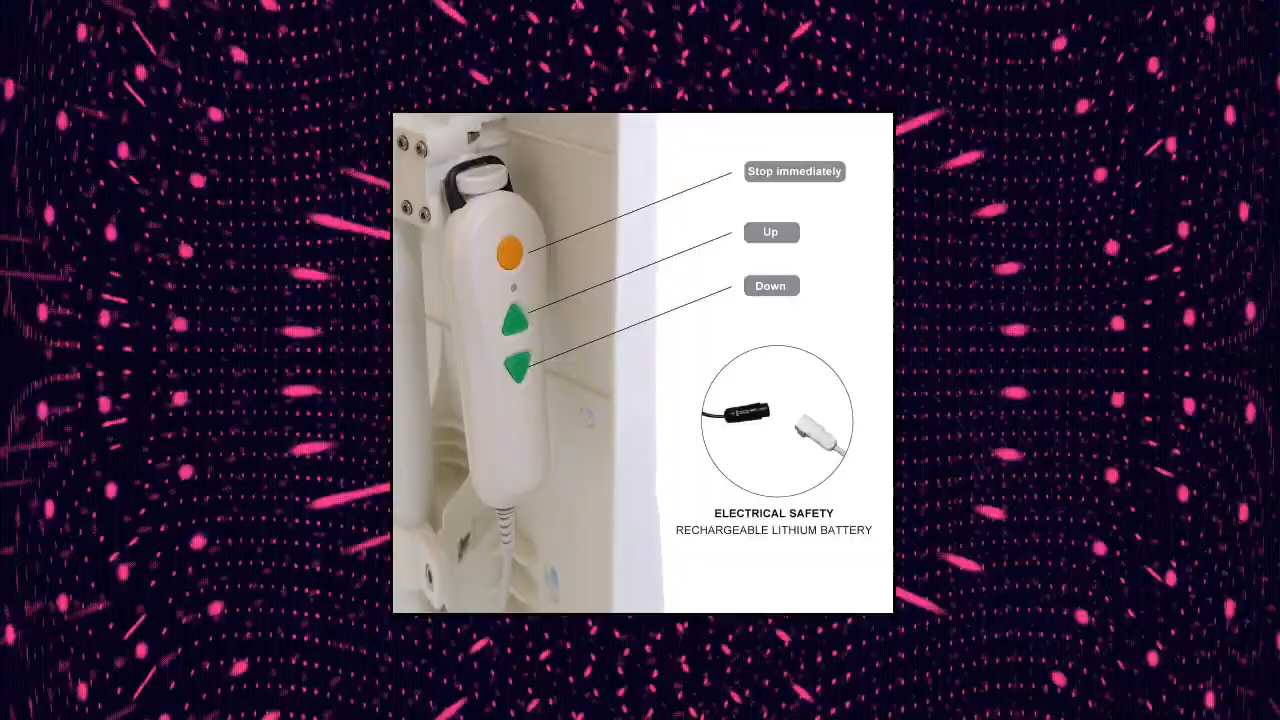 Stop immediately
Up
Down
ELECTRICAL SAFETY
RECHARGEABLE LITHIUM BATTERY